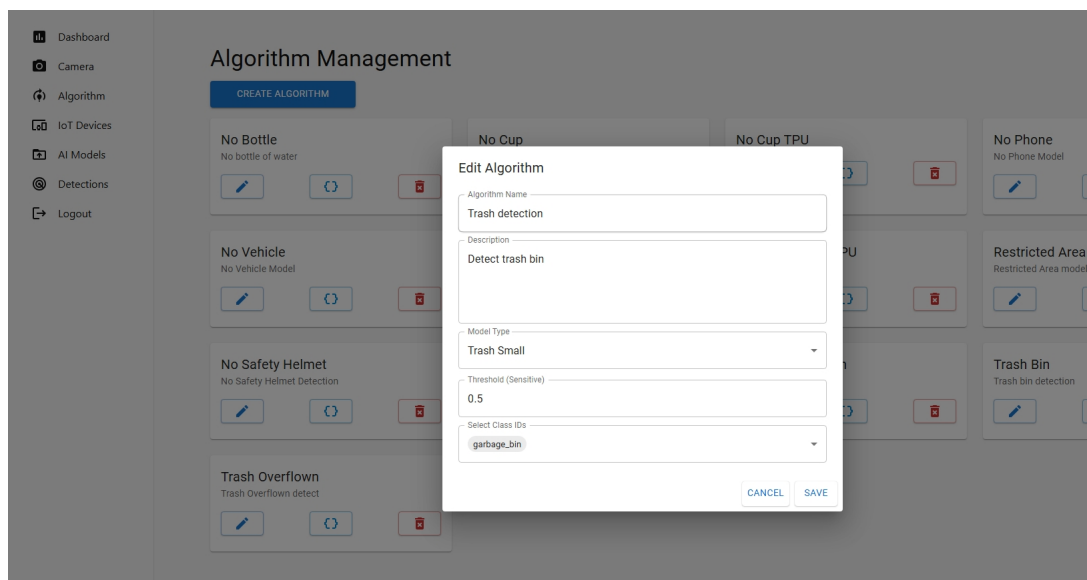 Dashboard
Camera
Algorithm
IoT Devices
AI Models
Detections
Logout
Algorithm Management
CREATE ALGORITHM
No Bottle
No bottle of water
No Cup
No Cup TPU
No Phone
No Phone Model
No Vehicle
No Vehicle Model
PU
Restricted Area
Restricted Area model
No Safety Helmet
No Safety Helmet Detection
Trash Bin
Trash bin detection
Trash Overflown
Trash Overflown detect
Edit Algorithm
Algorithm Name
Trash detection
Description
Detect trash bin
Model Type
Trash Small
Threshold (Sensitive)
0.5
Select Class IDs
garbage_bin
CANCEL SAVE